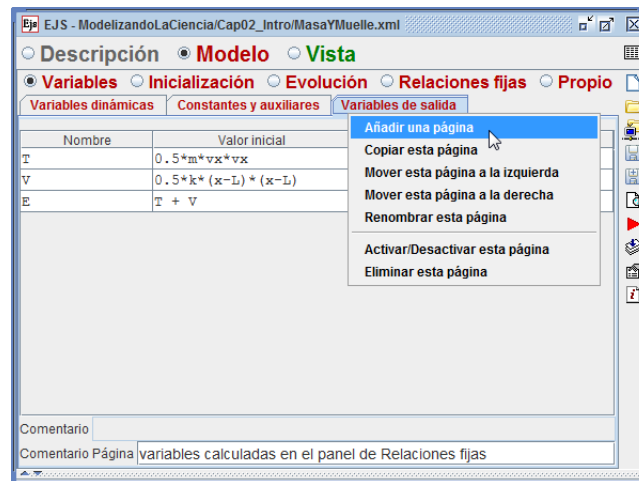 Ejs EJS - ModelizandoLaCiencia/Cap02_Intro/MasaYMuelle.xml
Descripción Modelo Vista
Variables Inicialización Evolución Relaciones fijas Propio
Variables dinámicas Constantes y auxiliares Variables de salida
Nombre Valor inicial
T 0.5*m*vx*vx
V 0.5*k*(x-L)*(x-L)
E T + V
Añadir una página
Copiar esta página
Mover esta página a la izquierda
Mover esta página a la derecha
Renombrar esta página
Activar/Desactivar esta página
Eliminar esta página
Comentario
Comentario Página variables calculadas en el panel de Relaciones fijas